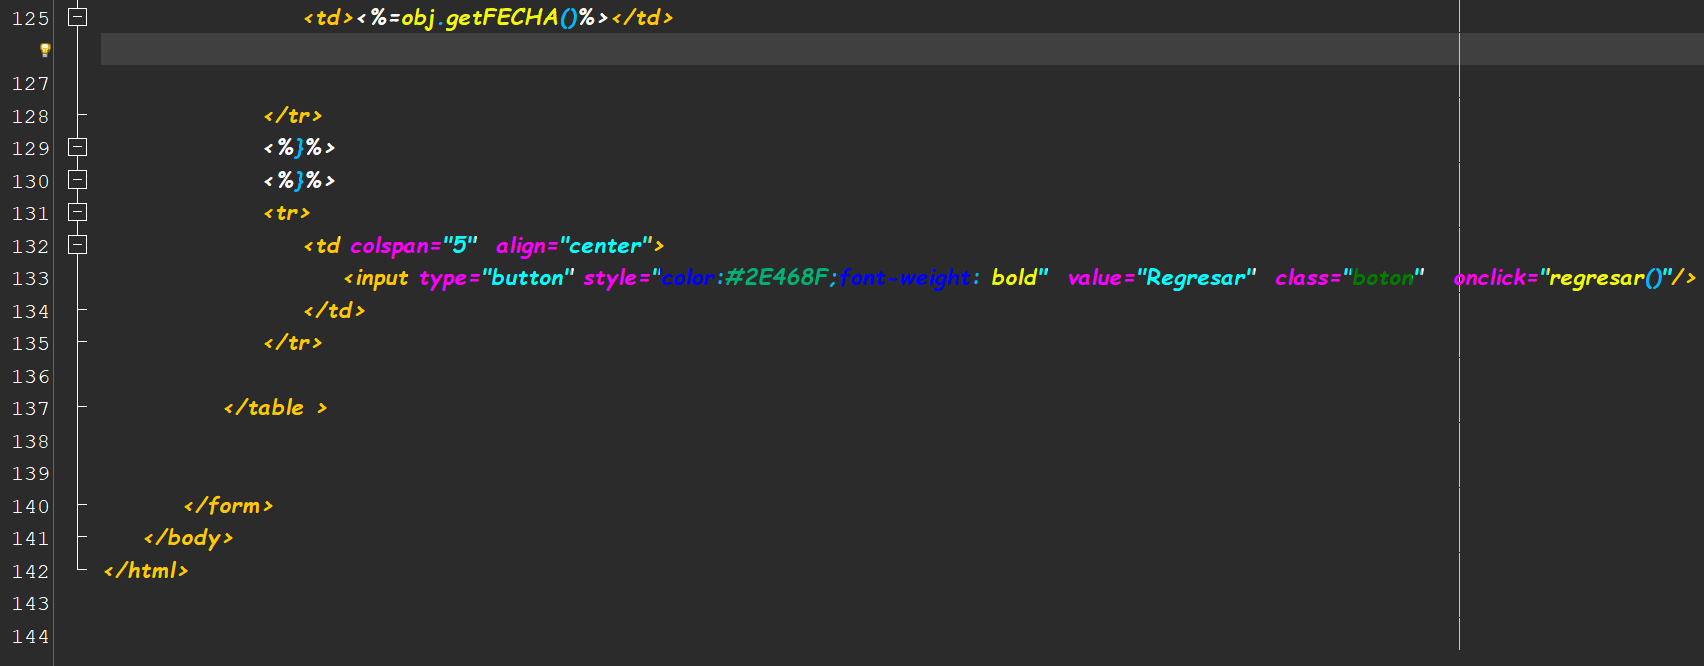 125 <td><%=obj.getFECHA()%></td>
127
128 </tr>
129 <%}%>
130 <%}%>
131 <tr>
132 <td colspan="5" align="center">
133 <input type="button" style="color:#2E468F;font-weight: bold" value="Regresar" class="boton" onclick="regresar()"/>
134 </td>
135 </tr>
136
137 </table >
138
139
140 </form>
141 </body>
142 </html>
143
144